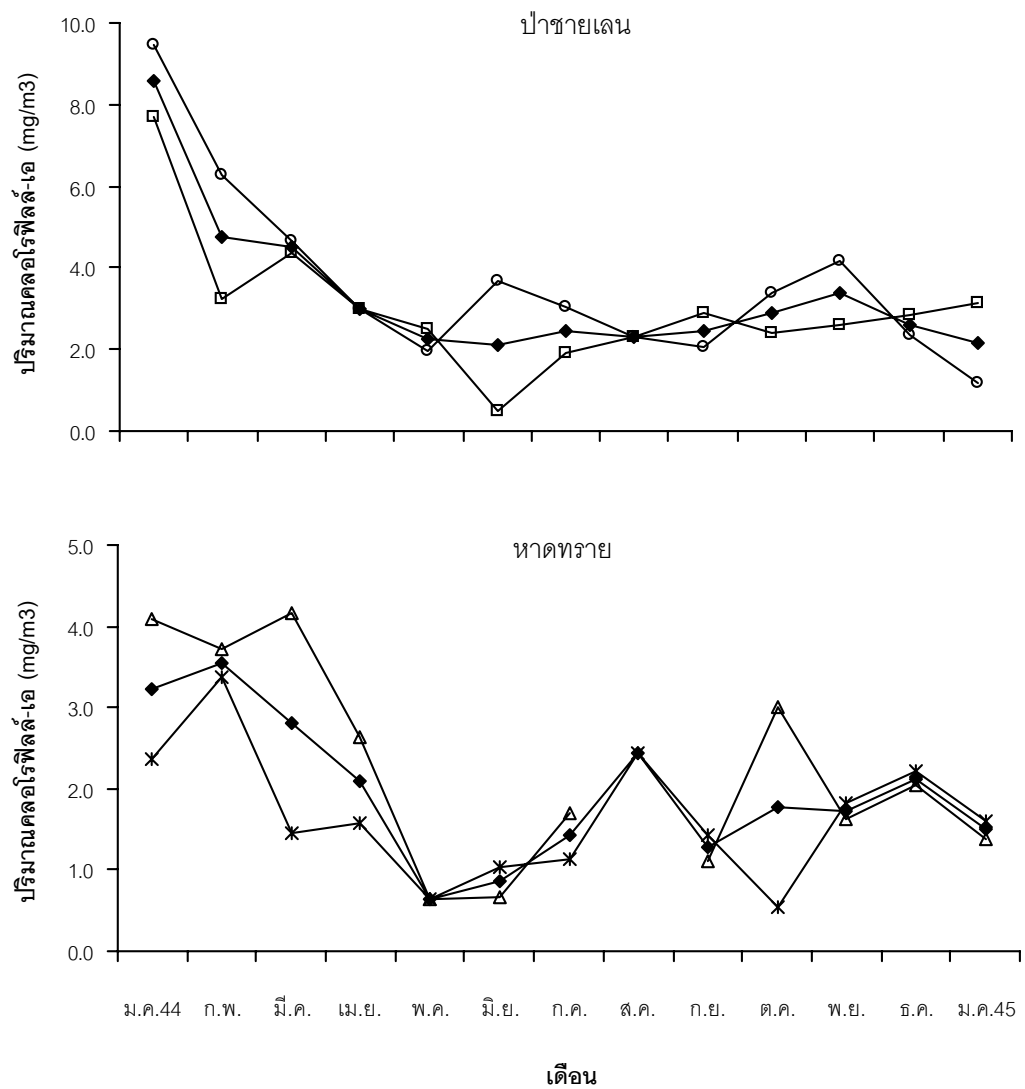 ป่าชายเลน
ปริมาณคลอโรฟิลล์-เอ (mg/m3)
10.0
8.0
6.0
4.0
2.0
0.0
หาดทราย
ปริมาณคลอโรฟิลล์-เอ (mg/m3)
5.0
4.0
3.0
2.0
1.0
0.0
ม.ค.44 ก.พ. มี.ค. เม.ย. พ.ค. มิ.ย. ก.ค. ส.ค. ก.ย. ต.ค. พ.ย. ธ.ค. ม.ค.45
เดือน